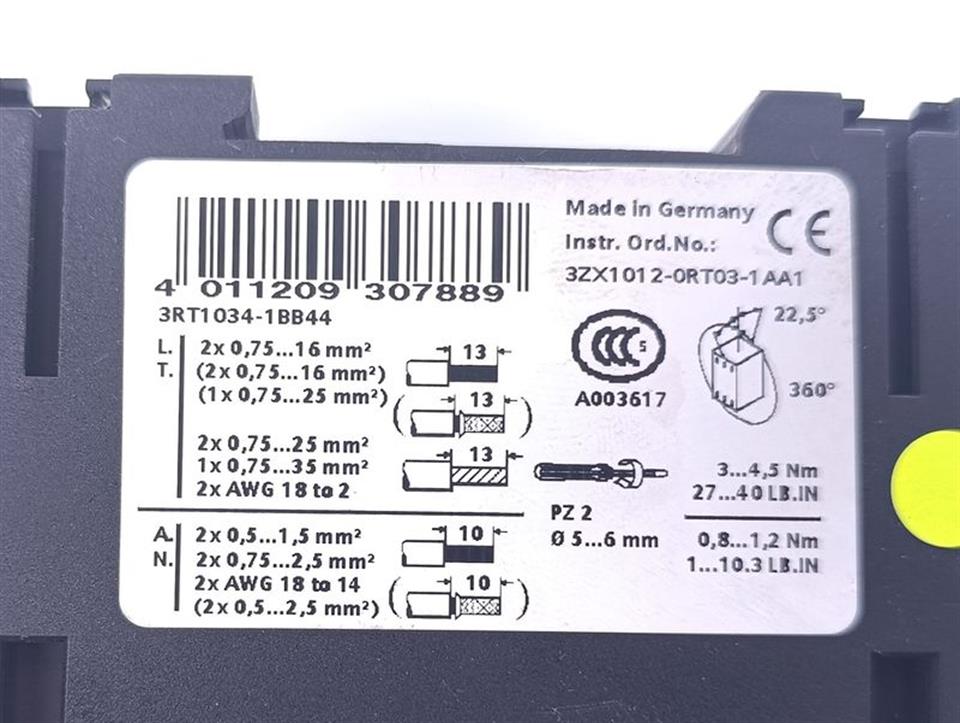 4 011209 307889
3RT1034-1BB44
Made in Germany
CE
Instr. Ord.No.:
3ZX1012-0RT03-1AA1
L.
T.
2x 0,75...16 mm²
(2x 0,75...16 mm²)
(1x 0,75...25 mm²)
2x 0,75...25 mm²
1x 0,75...35 mm²
2x AWG 18 to 2
13
( 13 )
13
CCC S
A003617
22,5°
360°
PZ 2
Ø 5...6 mm
3...4,5 Nm
27...40 LB.IN
A.
N.
2x 0,5...1,5 mm²
2x 0,75...2,5 mm²
2x AWG 18 to 14
(2x 0,5...2,5 mm²)
10
( 10 )
0,8...1,2 Nm
1...10.3 LB.IN